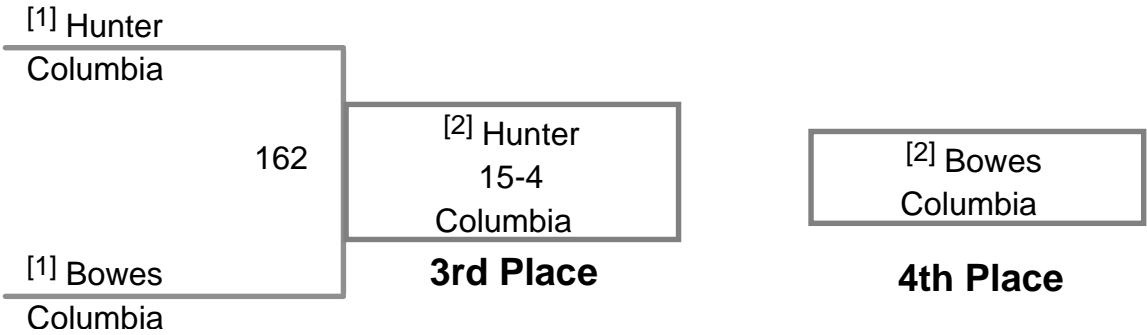 [1] Hunter
Columbia
162
[2] Hunter
15-4
Columbia
3rd Place
[1] Bowes
Columbia
[2] Bowes
Columbia
4th Place